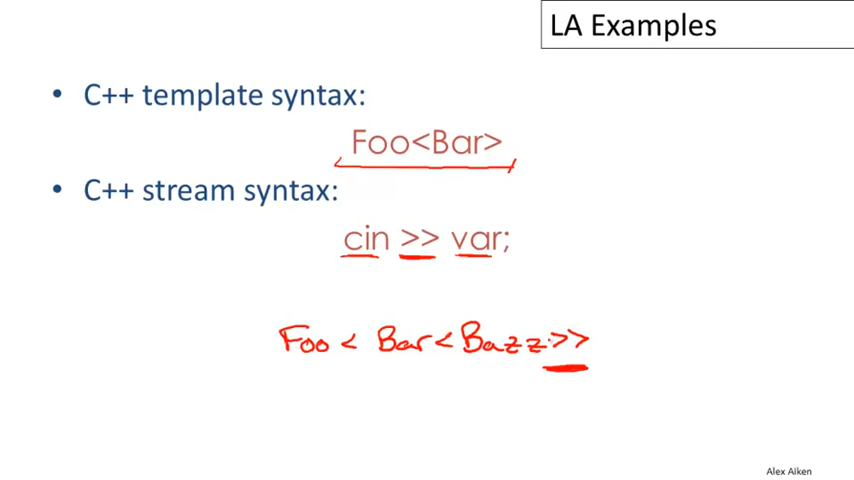 LA Examples
• C++ template syntax:
Foo<Bar>
• C++ stream syntax:
cin >> var;
Foo < Bar < Bazz >>
Alex Aiken